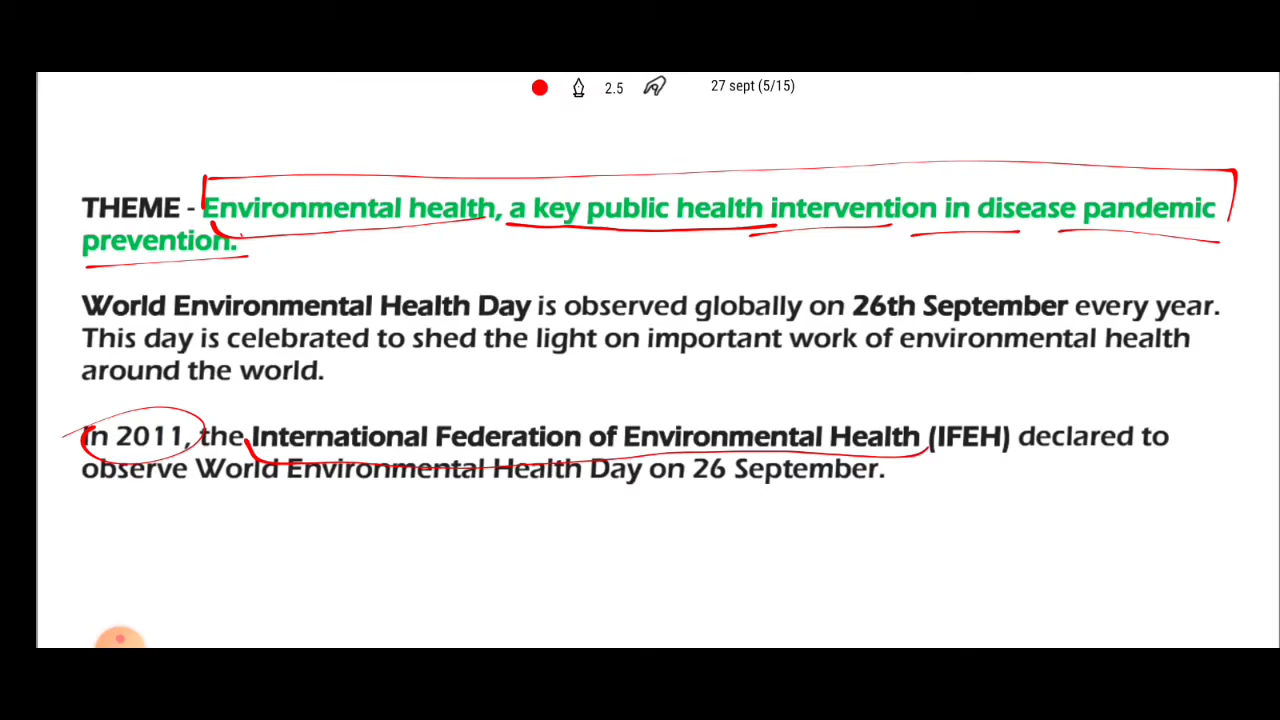 2.5 27 sept (5/15)
THEME - Environmental health, a key public health intervention in disease pandemic
prevention.
World Environmental Health Day is observed globally on 26th September every year.
This day is celebrated to shed the light on important work of environmental health
around the world.
In 2011, the International Federation of Environmental Health (IFEH) declared to
observe World Environmental Health Day on 26 September.